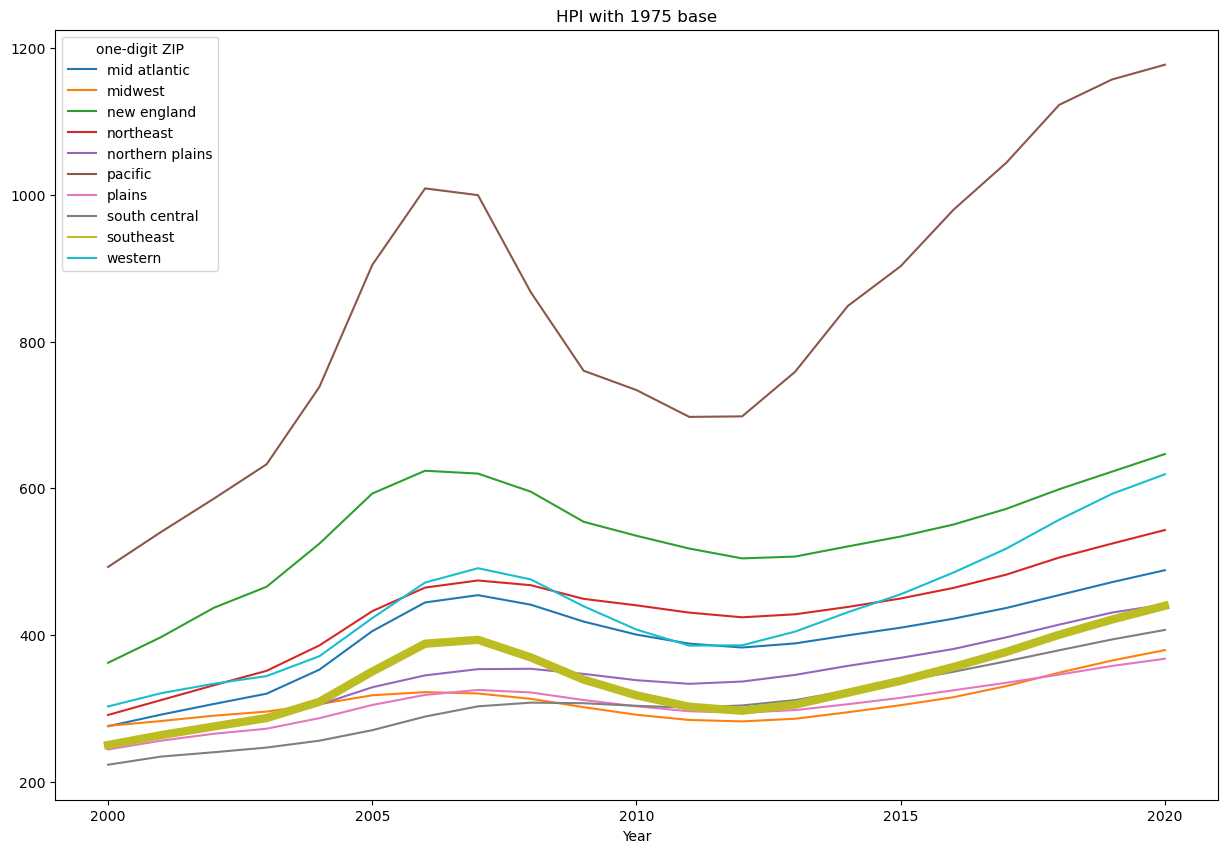 HPI with 1975 base
1200
1000
800
600
400
200
one-digit ZIP
mid atlantic
midwest
new england
northeast
northern plains
pacific
plains
south central
southeast
western
2000 2005 2010 2015 2020
Year